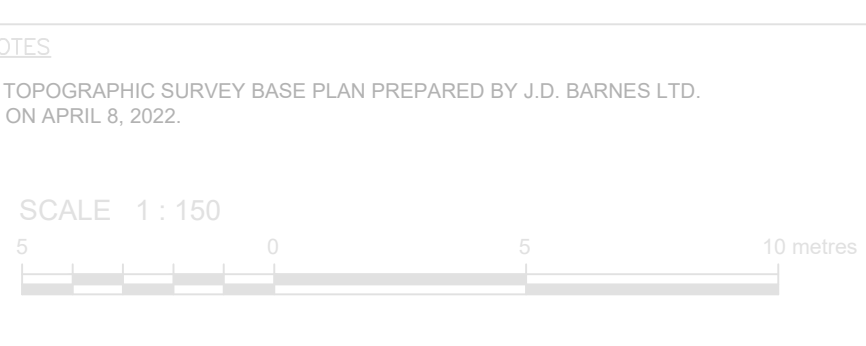 OTES
TOPOGRAPHIC SURVEY BASE PLAN PREPARED BY J.D. BARNES LTD.
ON APRIL 8, 2022.
SCALE 1 : 150
5 0 5 10 metres